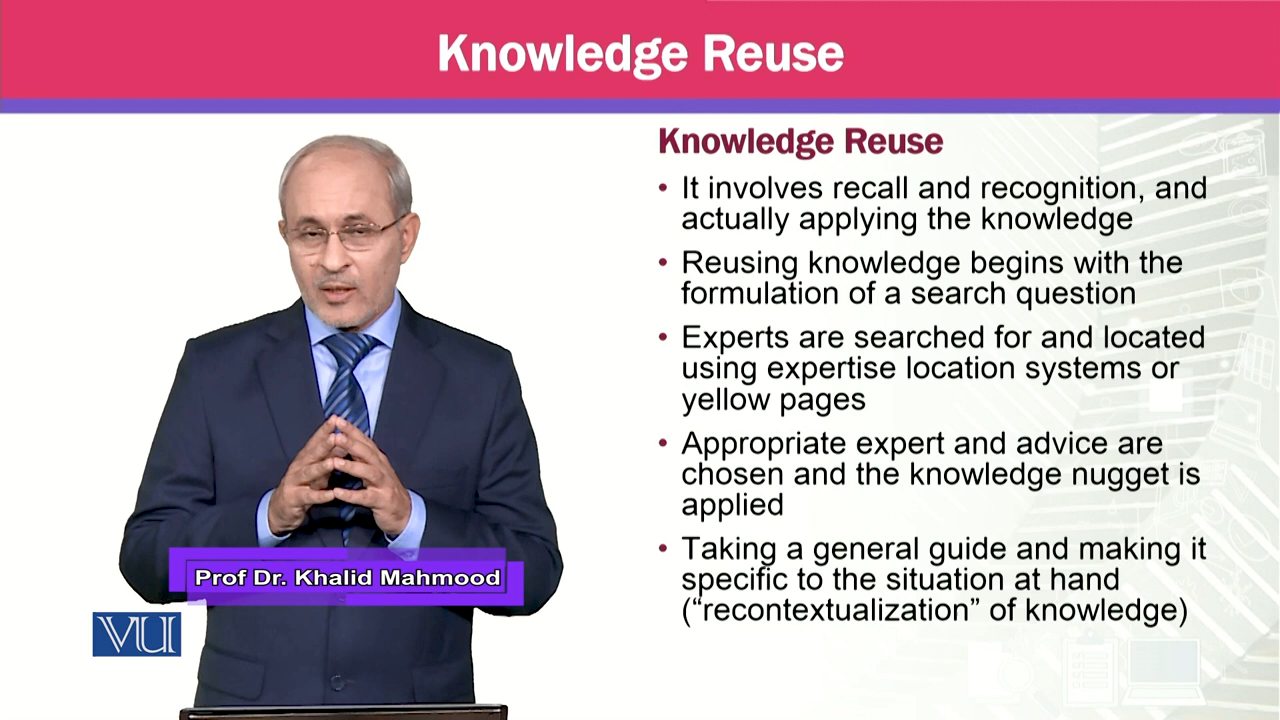 Knowledge Reuse
Knowledge Reuse
• It involves recall and recognition, and
actually applying the knowledge
• Reusing knowledge begins with the
formulation of a search question
• Experts are searched for and located
using expertise location systems or
yellow pages
• Appropriate expert and advice are
chosen and the knowledge nugget is
applied
• Taking a general guide and making it
specific to the situation at hand
(“recontextualization” of knowledge)
Prof Dr. Khalid Mahmood
VU